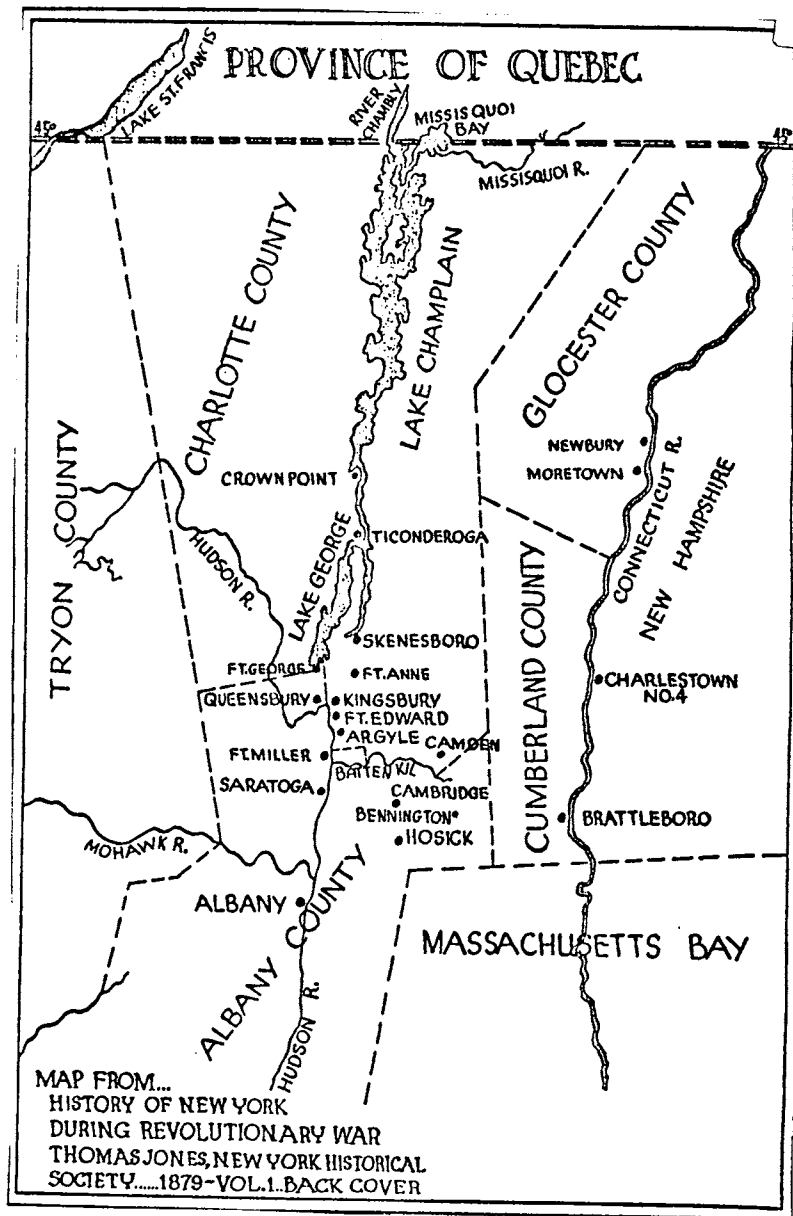 PROVINCE OF QUEBEC
LAKE ST. FRANCIS
RIVER CHAMBLY
MISSISQUOI
BAY
45°
45°
MISSISQUOI R.
CHARLOTTE COUNTY
LAKE CHAMPLAIN
GLOCESTER COUNTY
TRYON COUNTY
CROWN POINT
NEWBURY
MORETOWN
CONNECTICUT R.
NEW HAMPSHIRE
HUDSON R.
LAKE GEORGE
TICONDEROGA
CUMBERLAND COUNTY
SKENESBORO
FT. GEORGE
FT. ANNE
QUEENSBURY
KINGSBURY
CHARLESTOWN
NO. 4
FT. EDWARD
ARGYLE
CAMDEN
FT. MILLER
BATTEN KIL
SARATOGA
CAMBRIDGE
BENNINGTON
BRATTLEBORO
HOSICK
MOHAWK R.
ALBANY
ALBANY COUNTY
MASSACHUSETTS BAY
HUDSON R.
MAP FROM...
HISTORY OF NEW YORK
DURING REVOLUTIONARY WAR
THOMAS JONES, NEW YORK HISTORICAL
SOCIETY......1879-VOL.1..BACK COVER